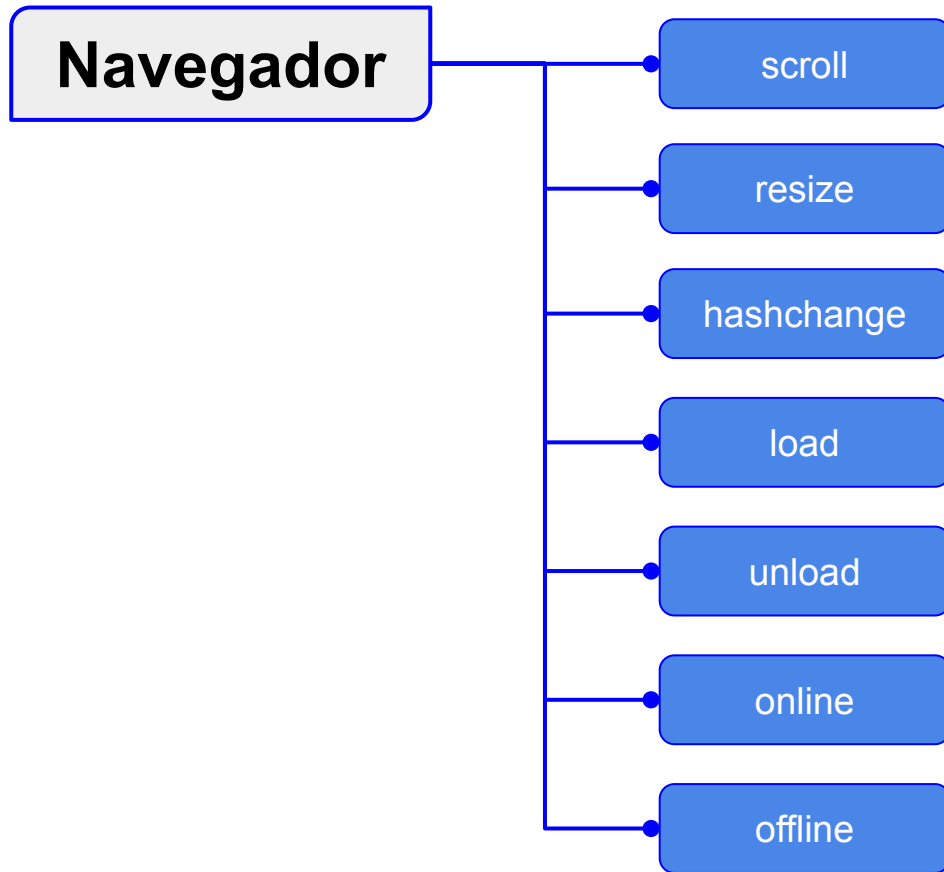 Navegador
scroll
resize
hashchange
load
unload
online
offline